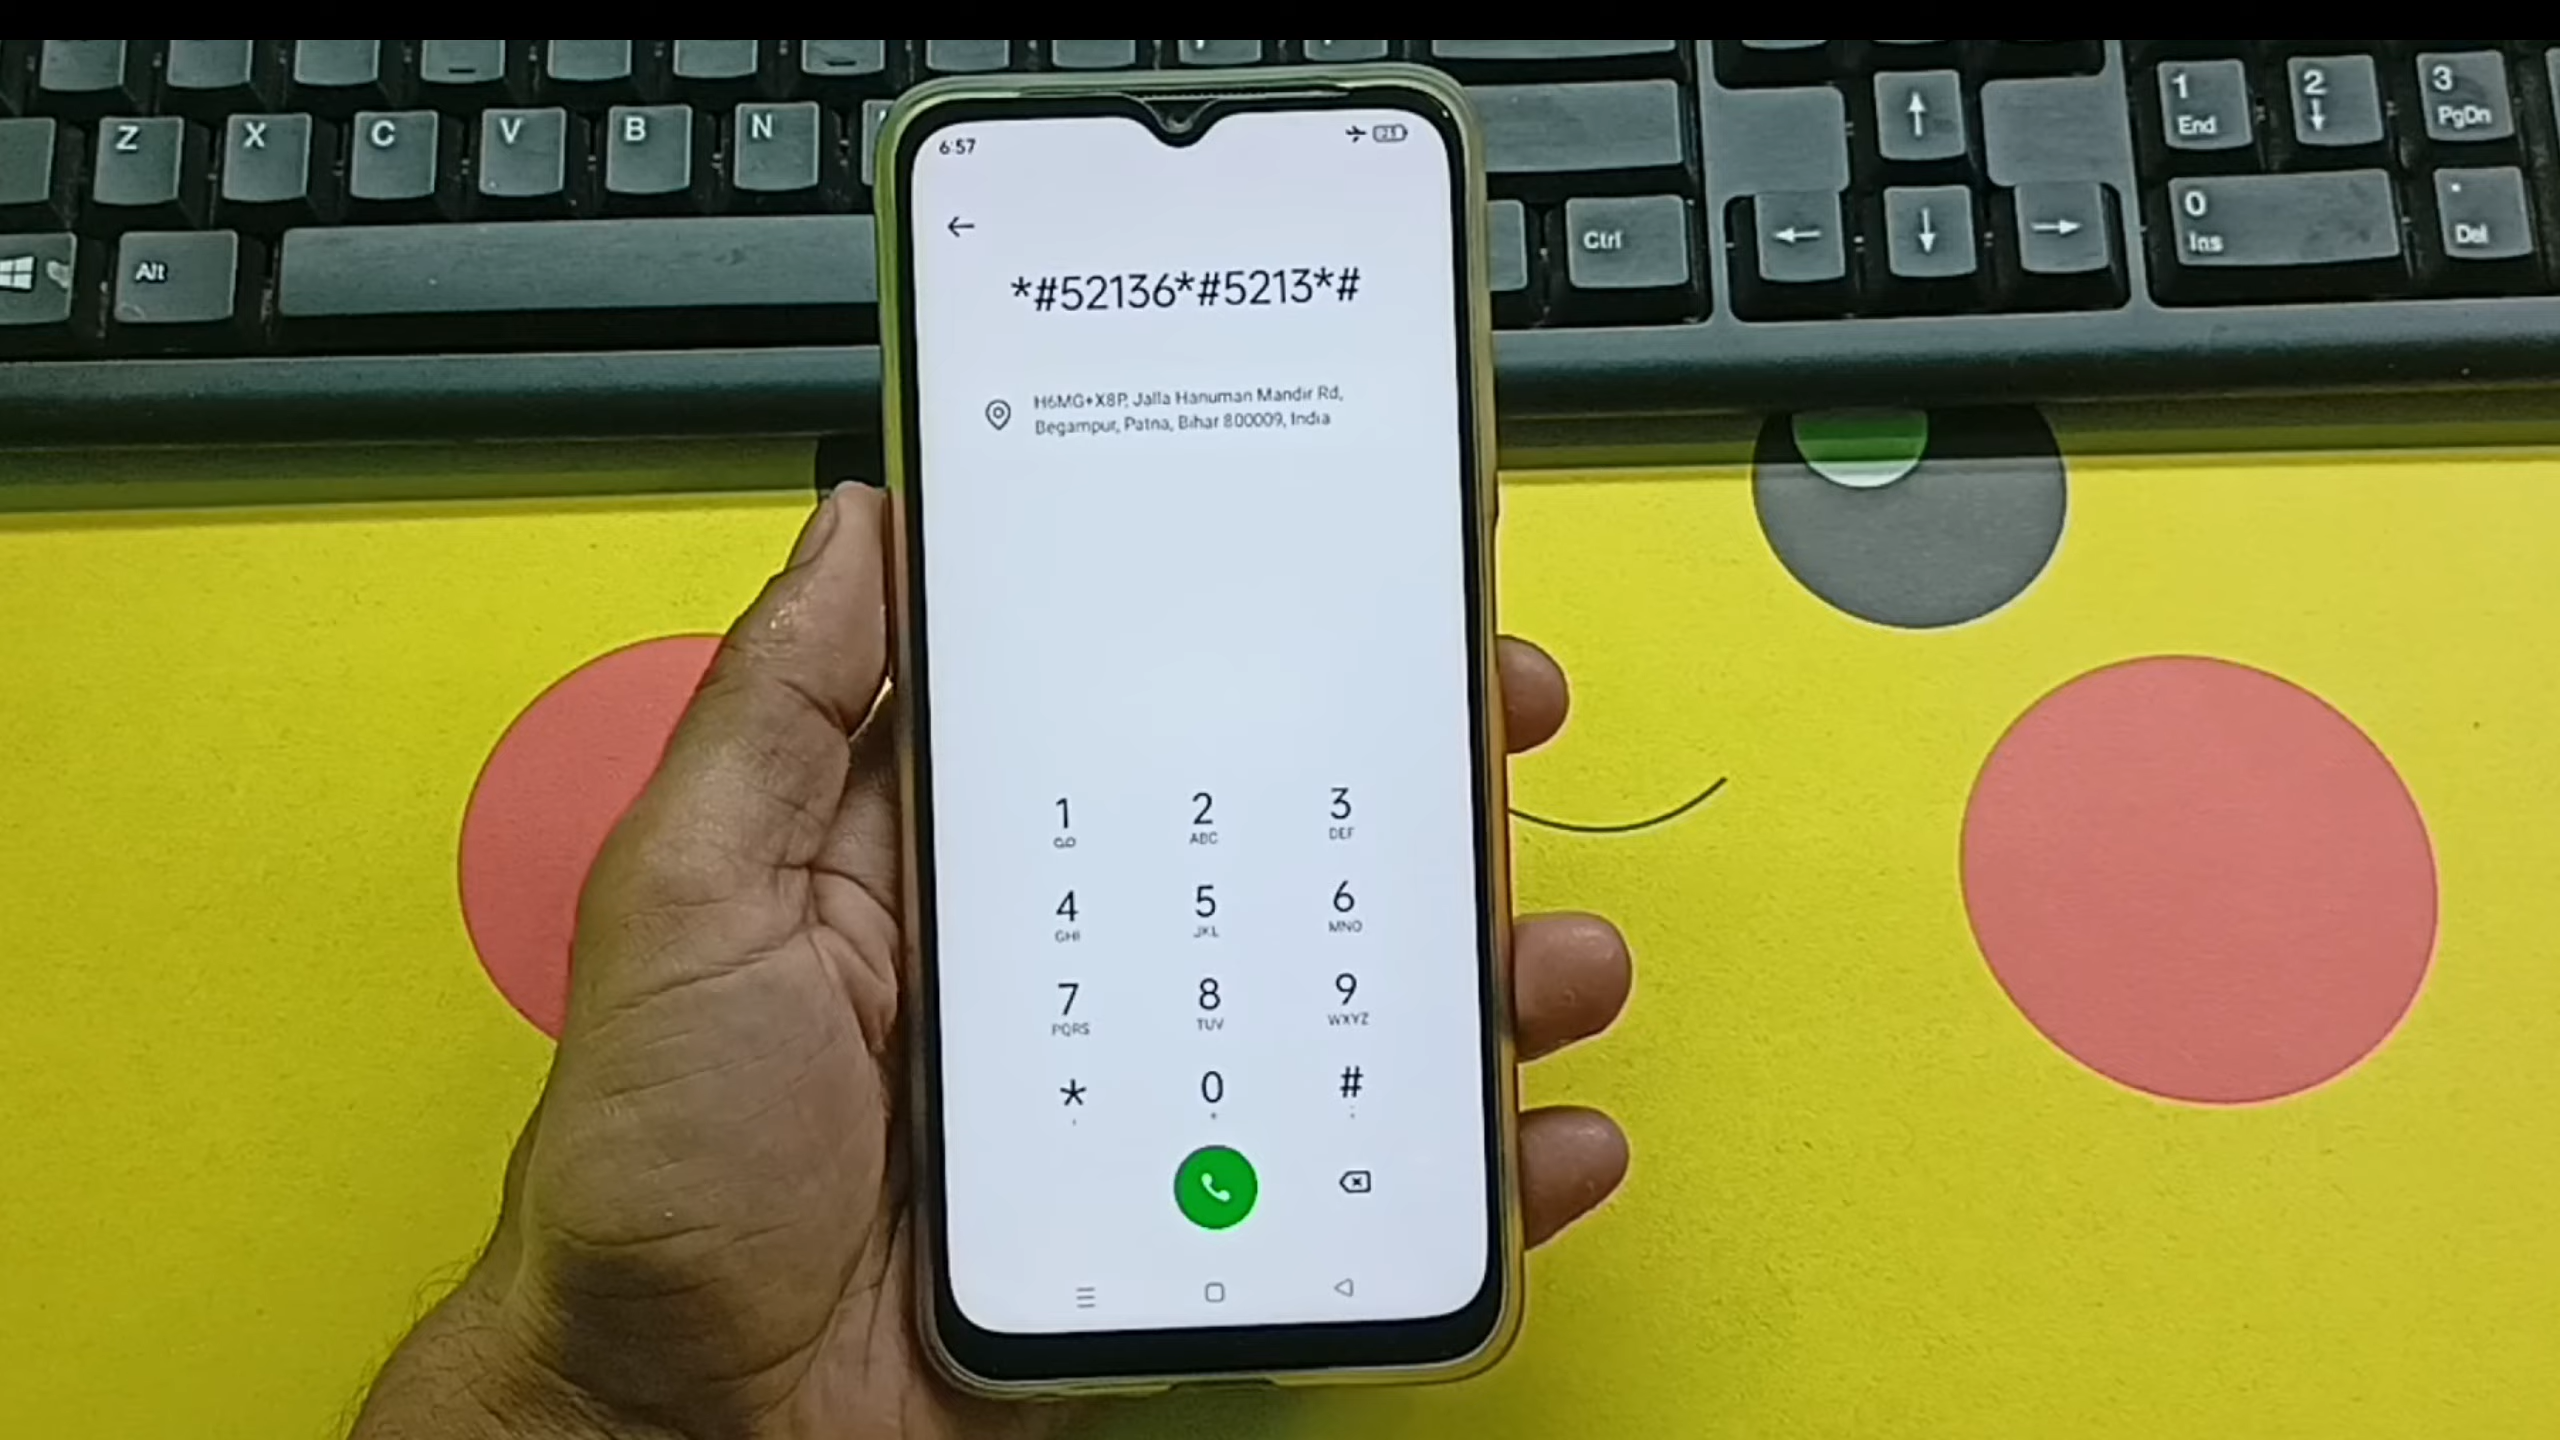 Z X C V B N
1 End
2
3 PgDn
Alt
Ctrl
0 Ins
. Del
6:57
*#52136*#5213*#
H6MG+X8P, Jalla Hanuman Mandir Rd,
Begampur, Patna, Bihar 800009, India
1 2 3
ABC DEF
4 5 6
GHI JKL MNO
7 8 9
PQRS TUV WXYZ
* 0 #
, + ;